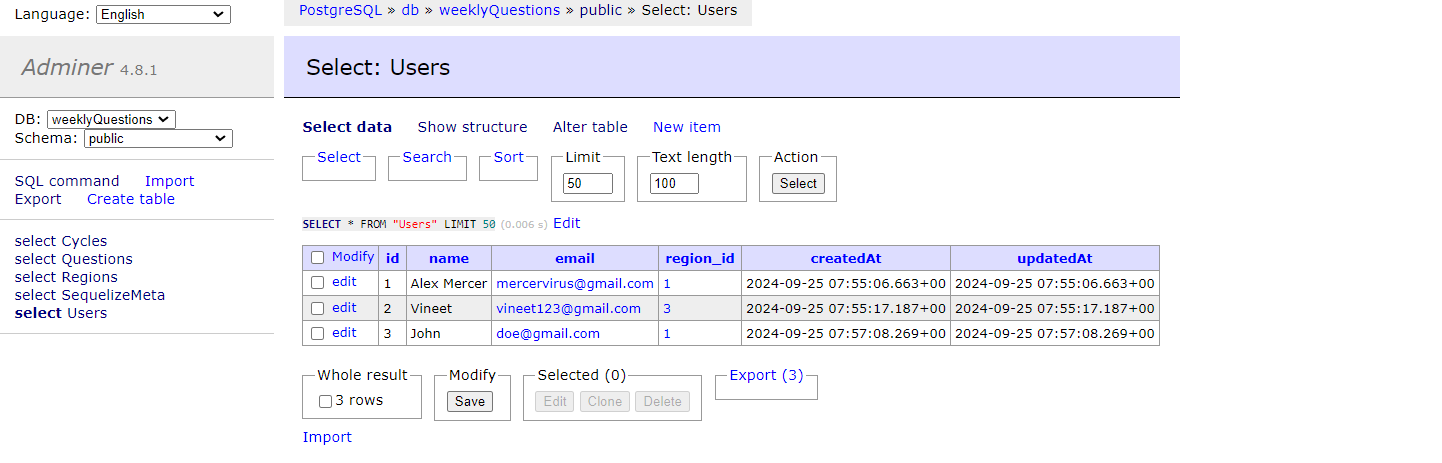 Language: English
PostgreSQL » db » weeklyQuestions » public » Select: Users
Adminer 4.8.1
Select: Users
DB: weeklyQuestions
Schema: public
SQL command Import
Export Create table
select Cycles
select Questions
select Regions
select SequelizeMeta
select Users
Select data Show structure Alter table New item
Select Search Sort Limit Text length Action
50 100 Select
SELECT * FROM "Users" LIMIT 50 (0.006 s) Edit
Modify id name email region_id createdAt updatedAt
edit 1 Alex Mercer mercervirus@gmail.com 1 2024-09-25 07:55:06.663+00 2024-09-25 07:55:06.663+00
edit 2 Vineet vineet123@gmail.com 3 2024-09-25 07:55:17.187+00 2024-09-25 07:55:17.187+00
edit 3 John doe@gmail.com 1 2024-09-25 07:57:08.269+00 2024-09-25 07:57:08.269+00
Whole result Modify Selected (0) Export (3)
3 rows Save Edit Clone Delete
Import